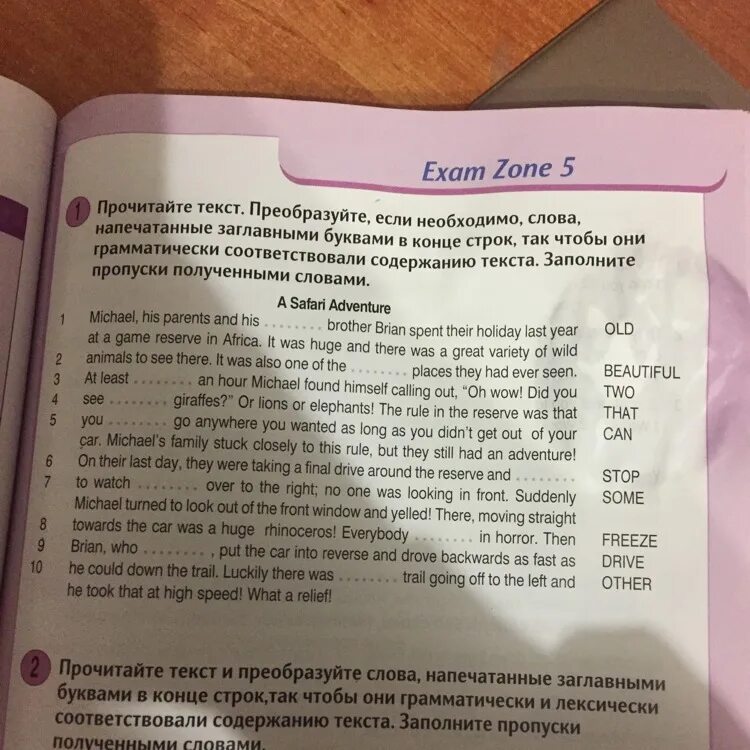 Exam Zone 5
1 Прочитайте текст. Преобразуйте, если необходимо, слова,
напечатанные заглавными буквами в конце строк, так чтобы они
грамматически соответствовали содержанию текста. Заполните
пропуски полученными словами.
A Safari Adventure
1 Michael, his parents and his ........ brother Brian spent their holiday last year OLD
at a game reserve in Africa. It was huge and there was a great variety of wild
2 animals to see there. It was also one of the ........ places they had ever seen. BEAUTIFUL
3 At least ........ an hour Michael found himself calling out, “Oh wow! Did you TWO
4 see ........ giraffes?” Or lions or elephants! The rule in the reserve was that THAT
5 you ........ go anywhere you wanted as long as you didn’t get out of your CAN
car. Michael’s family stuck closely to this rule, but they still had an adventure!
6 On their last day, they were taking a final drive around the reserve and ........ STOP
7 to watch ........ over to the right; no one was looking in front. Suddenly SOME
Michael turned to look out of the front window and yelled! There, moving straight
8 towards the car was a huge rhinoceros! Everybody ........ in horror. Then FREEZE
9 Brian, who ........ , put the car into reverse and drove backwards as fast as DRIVE
10 he could down the trail. Luckily there was ........ trail going off to the left and OTHER
he took that at high speed! What a relief!
2 Прочитайте текст и преобразуйте слова, напечатанные заглавными
буквами в конце строк,так чтобы они грамматически и лексически
соответствовали содержанию текста. Заполните пропуски
полученными словами.